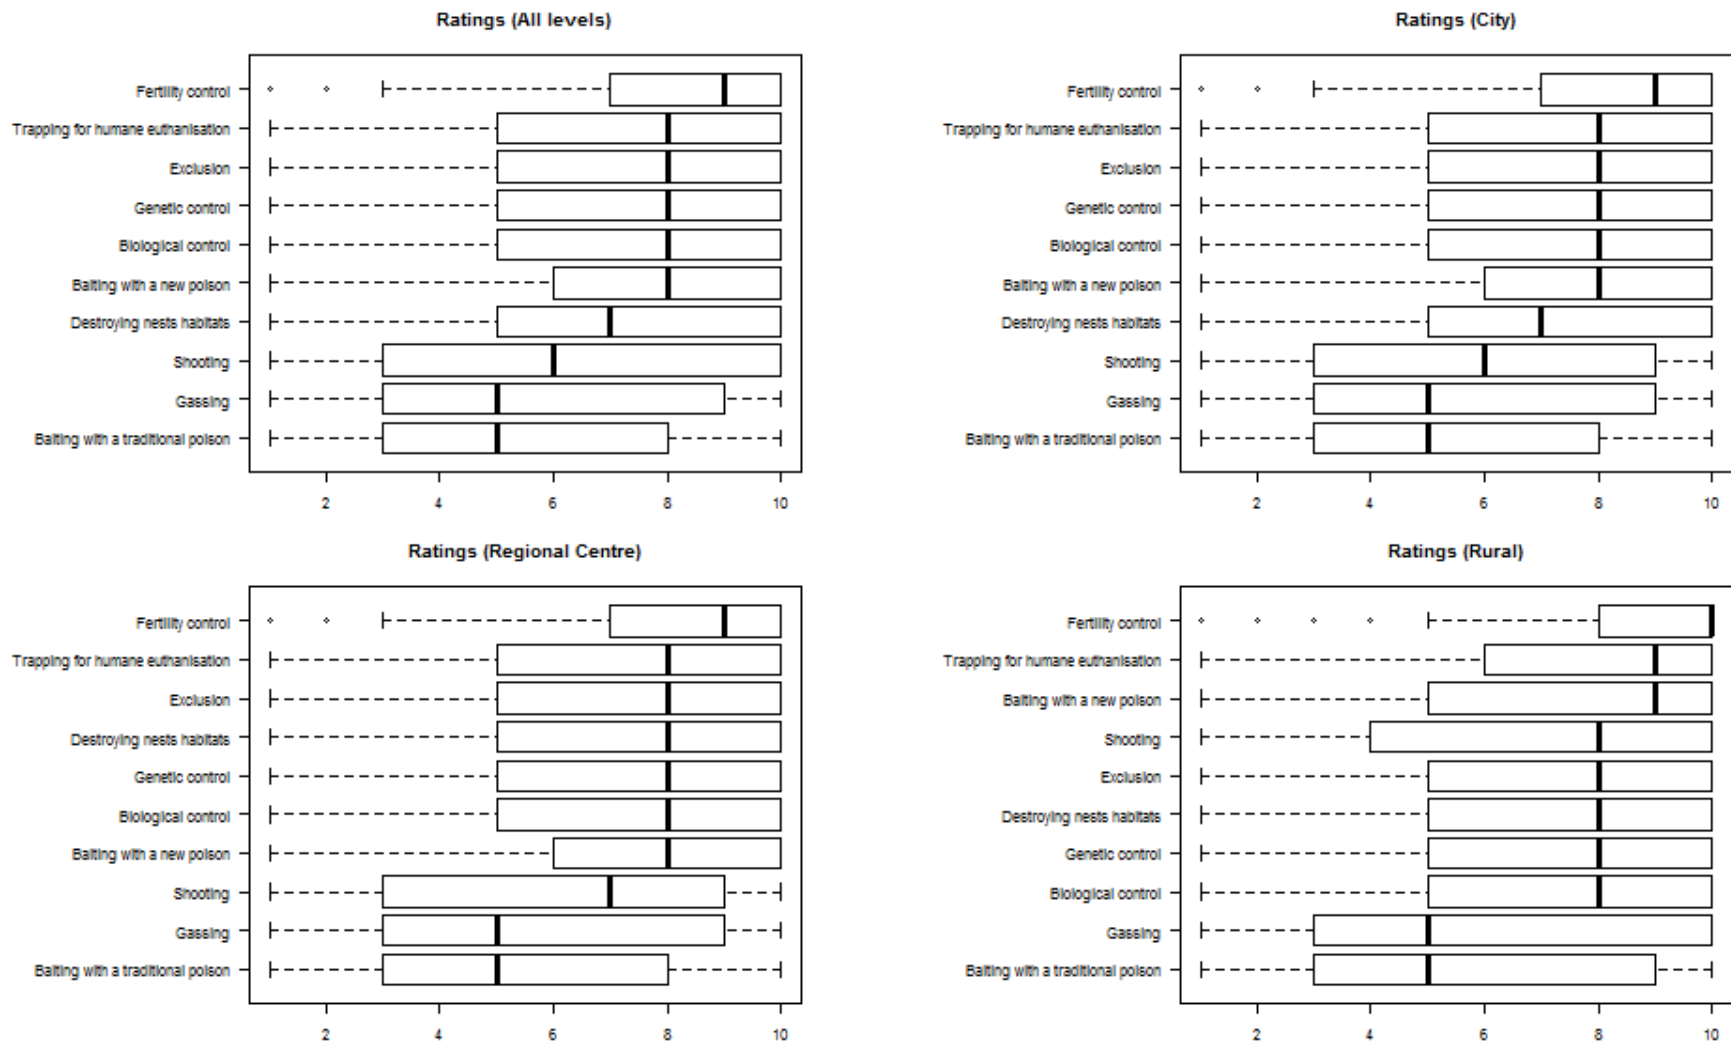 Ratings (All levels)
Fertility control
Trapping for humane euthanisation
Exclusion
Genetic control
Biological control
Baiting with a new poison
Destroying nests habitats
Shooting
Gassing
Baiting with a traditional poison
2 4 6 8 10
Ratings (City)
Fertility control
Trapping for humane euthanisation
Exclusion
Genetic control
Biological control
Baiting with a new poison
Destroying nests habitats
Shooting
Gassing
Baiting with a traditional poison
2 4 6 8 10
Ratings (Regional Centre)
Fertility control
Trapping for humane euthanisation
Exclusion
Destroying nests habitats
Genetic control
Biological control
Baiting with a new poison
Shooting
Gassing
Baiting with a traditional poison
2 4 6 8 10
Ratings (Rural)
Fertility control
Trapping for humane euthanisation
Baiting with a new poison
Shooting
Exclusion
Destroying nests habitats
Genetic control
Biological control
Gassing
Baiting with a traditional poison
2 4 6 8 10